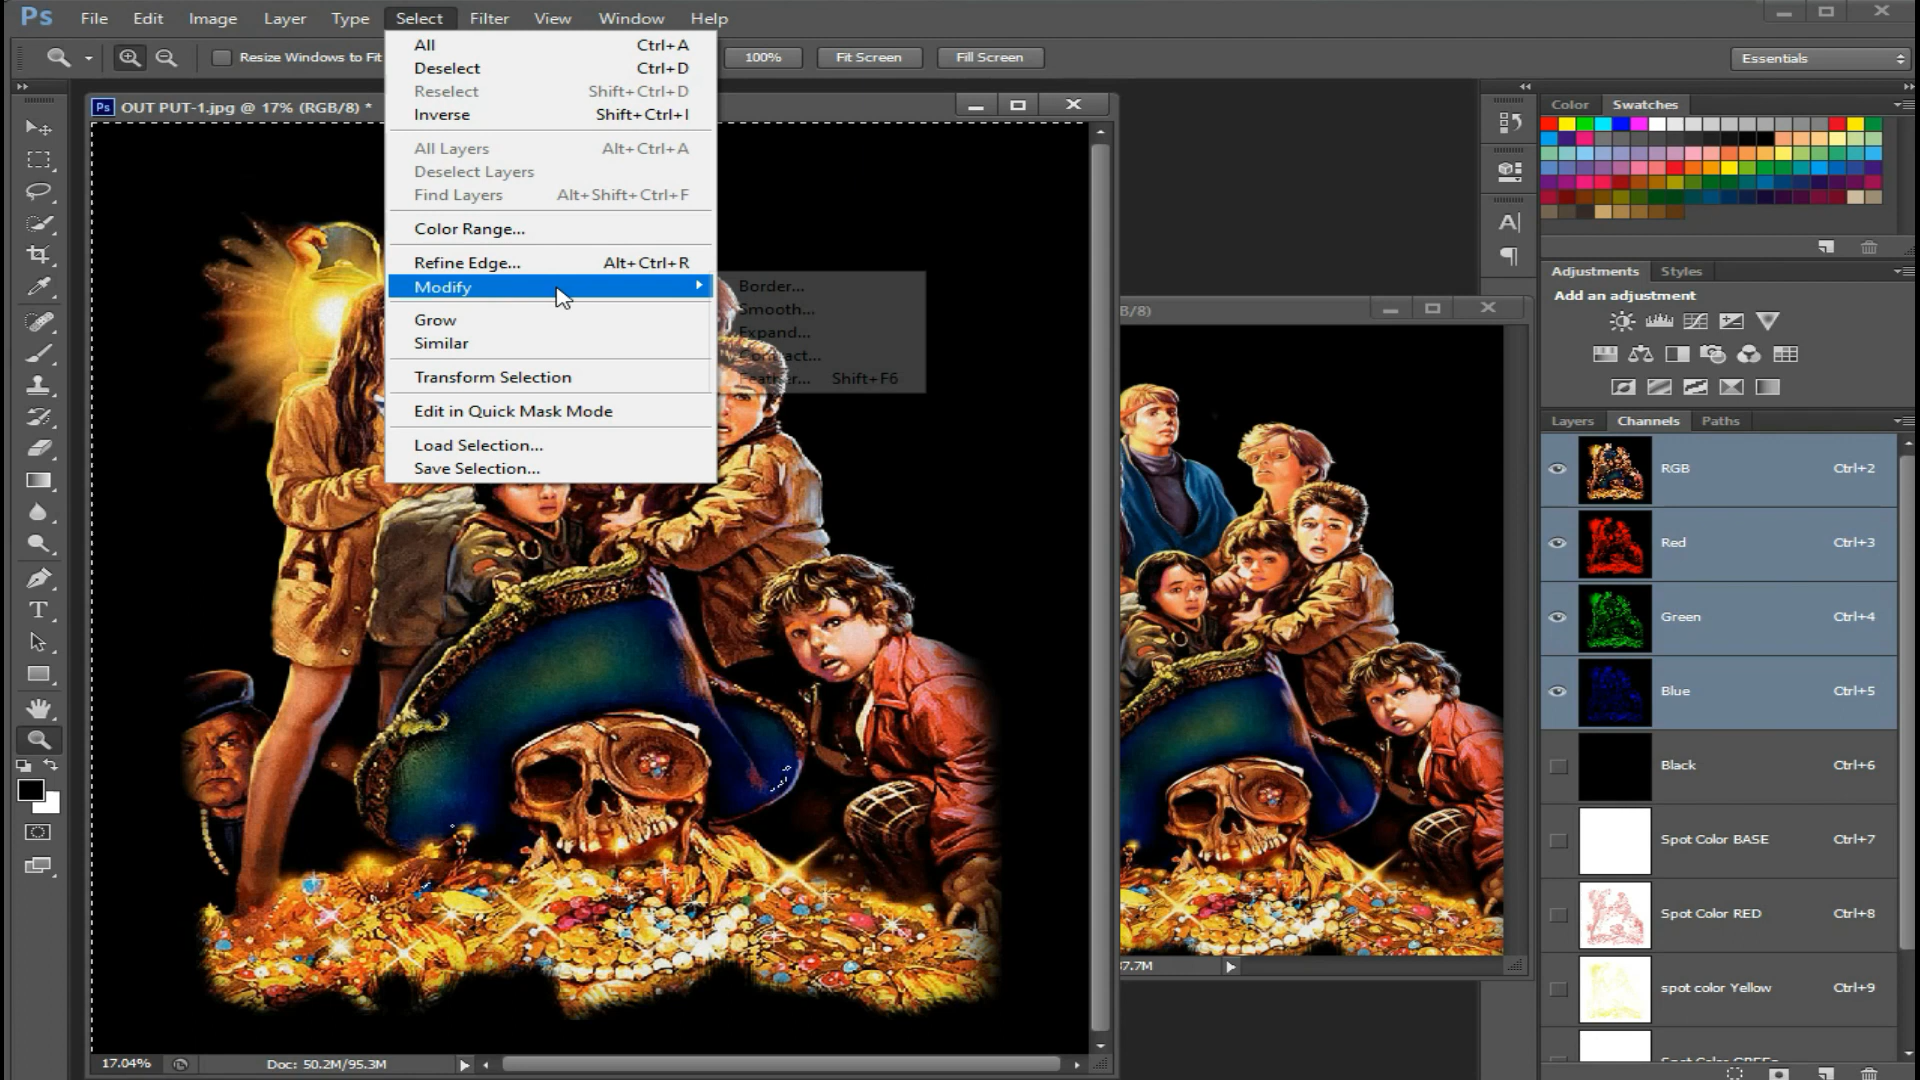 Ps File Edit Image Layer Type Select Filter View Window Help
Resize Windows to Fit 100% Fit Screen Fill Screen Essentials
Ps OUT PUT-1.jpg @ 17% (RGB/8) *
All Ctrl+A
Deselect Ctrl+D
Reselect Shift+Ctrl+D
Inverse Shift+Ctrl+I
All Layers Alt+Ctrl+A
Deselect Layers
Find Layers Alt+Shift+Ctrl+F
Color Range...
Refine Edge... Alt+Ctrl+R
Modify
Grow
Similar
Transform Selection
Edit in Quick Mask Mode
Load Selection...
Save Selection...
Border...
Smooth...
Expand...
Contract...
Feather... Shift+F6
B/8)
37.7M
17.04% Doc: 50.2M/95.3M
Color Swatches
Adjustments Styles
Add an adjustment
Layers Channels Paths
RGB Ctrl+2
Red Ctrl+3
Green Ctrl+4
Blue Ctrl+5
Black Ctrl+6
Spot Color BASE Ctrl+7
Spot Color RED Ctrl+8
spot color Yellow Ctrl+9